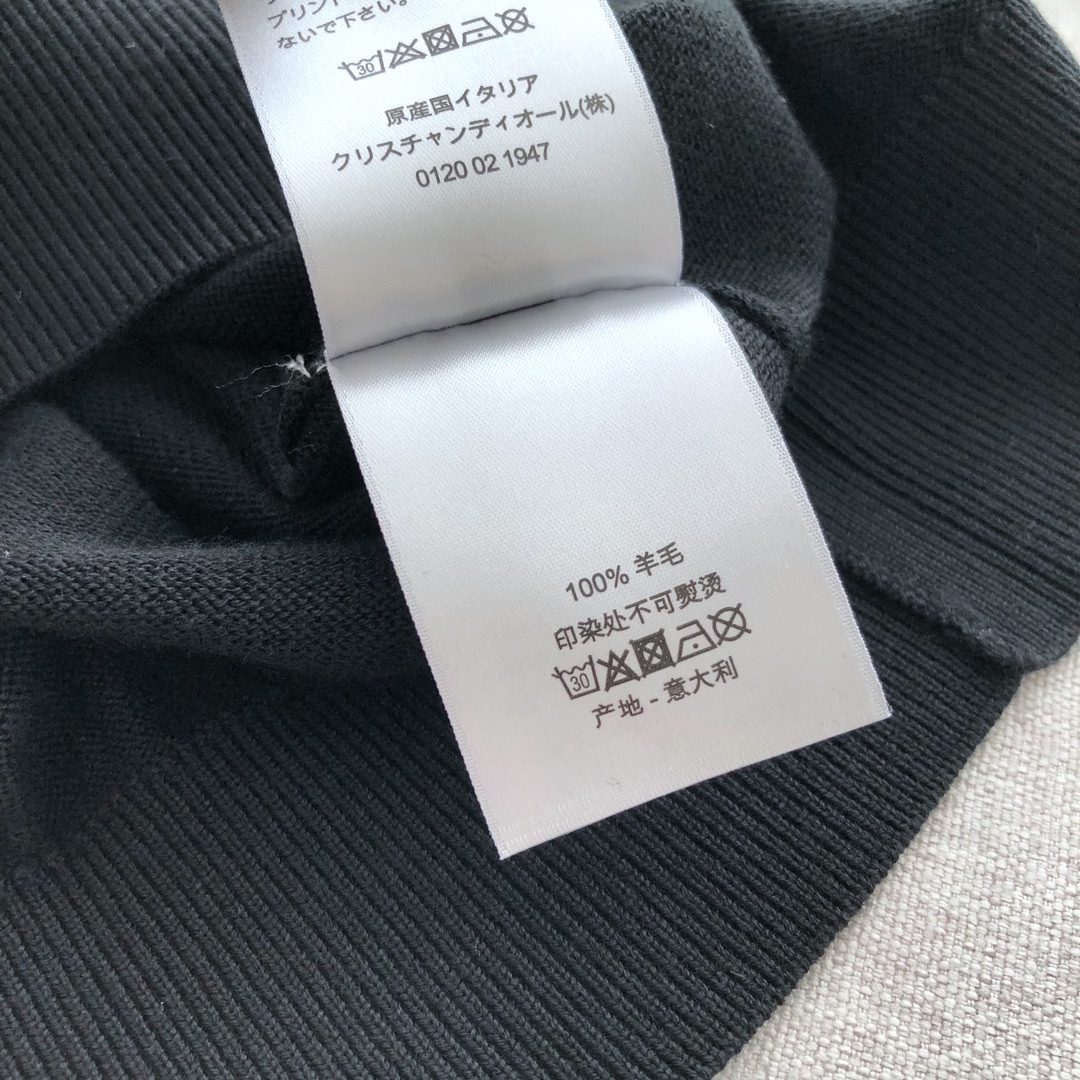 プリント
ないで下さい。
30
原産国イタリア
クリスチャンディオール(株)
0120 02 1947
100% 羊毛
印染处不可熨烫
30
产地 - 意大利